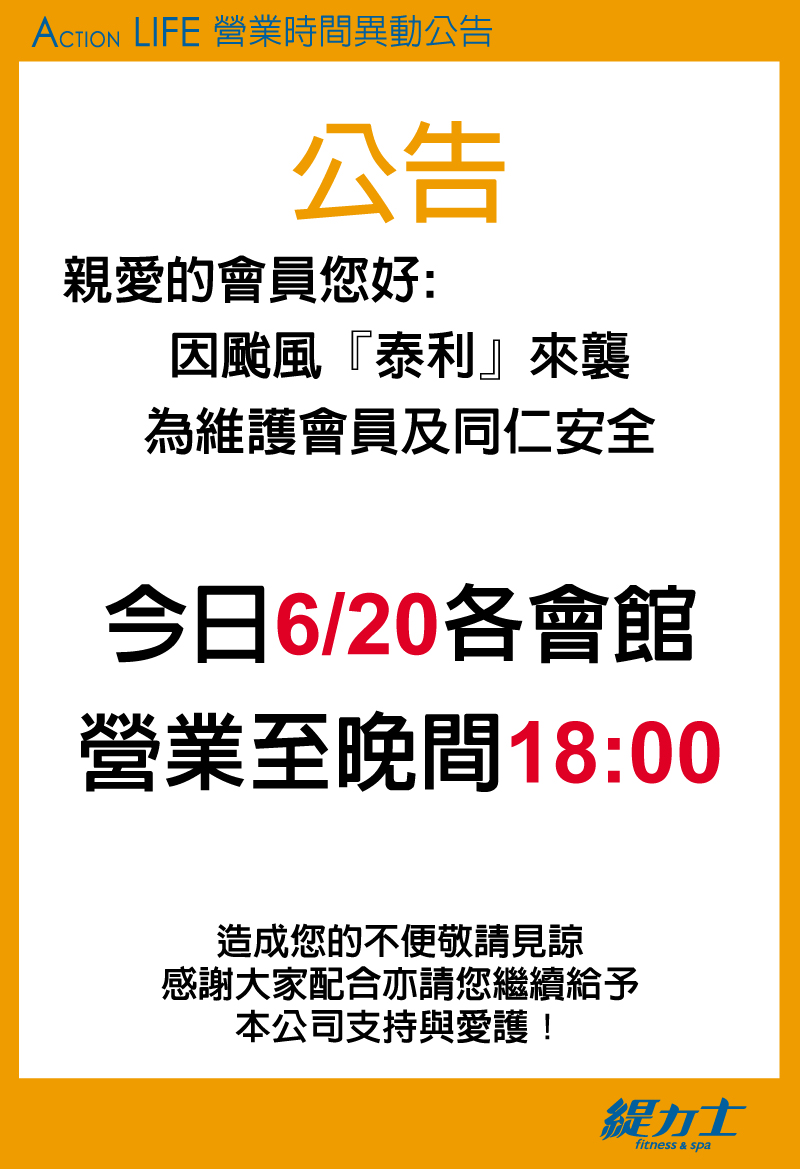 ACTION LIFE 營業時間異動公告
公告
親愛的會員您好:
因颱風『泰利』來襲
為維護會員及同仁安全
今日6/20各會館
營業至晚間18:00
造成您的不便敬請見諒
感謝大家配合亦請您繼續給予
本公司支持與愛護！
緹力士
fitness & spa